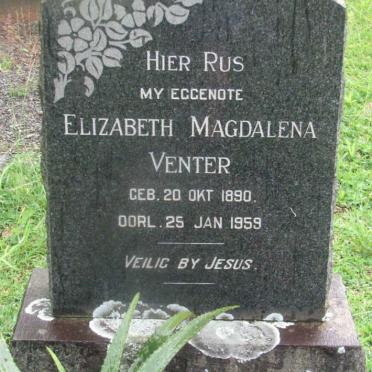 HIER RUS
MY EGGENOTE
ELIZABETH MAGDALENA
VENTER
GEB. 20 OKT 1890.
OORL. 25 JAN 1959
VEILIG BY JESUS.